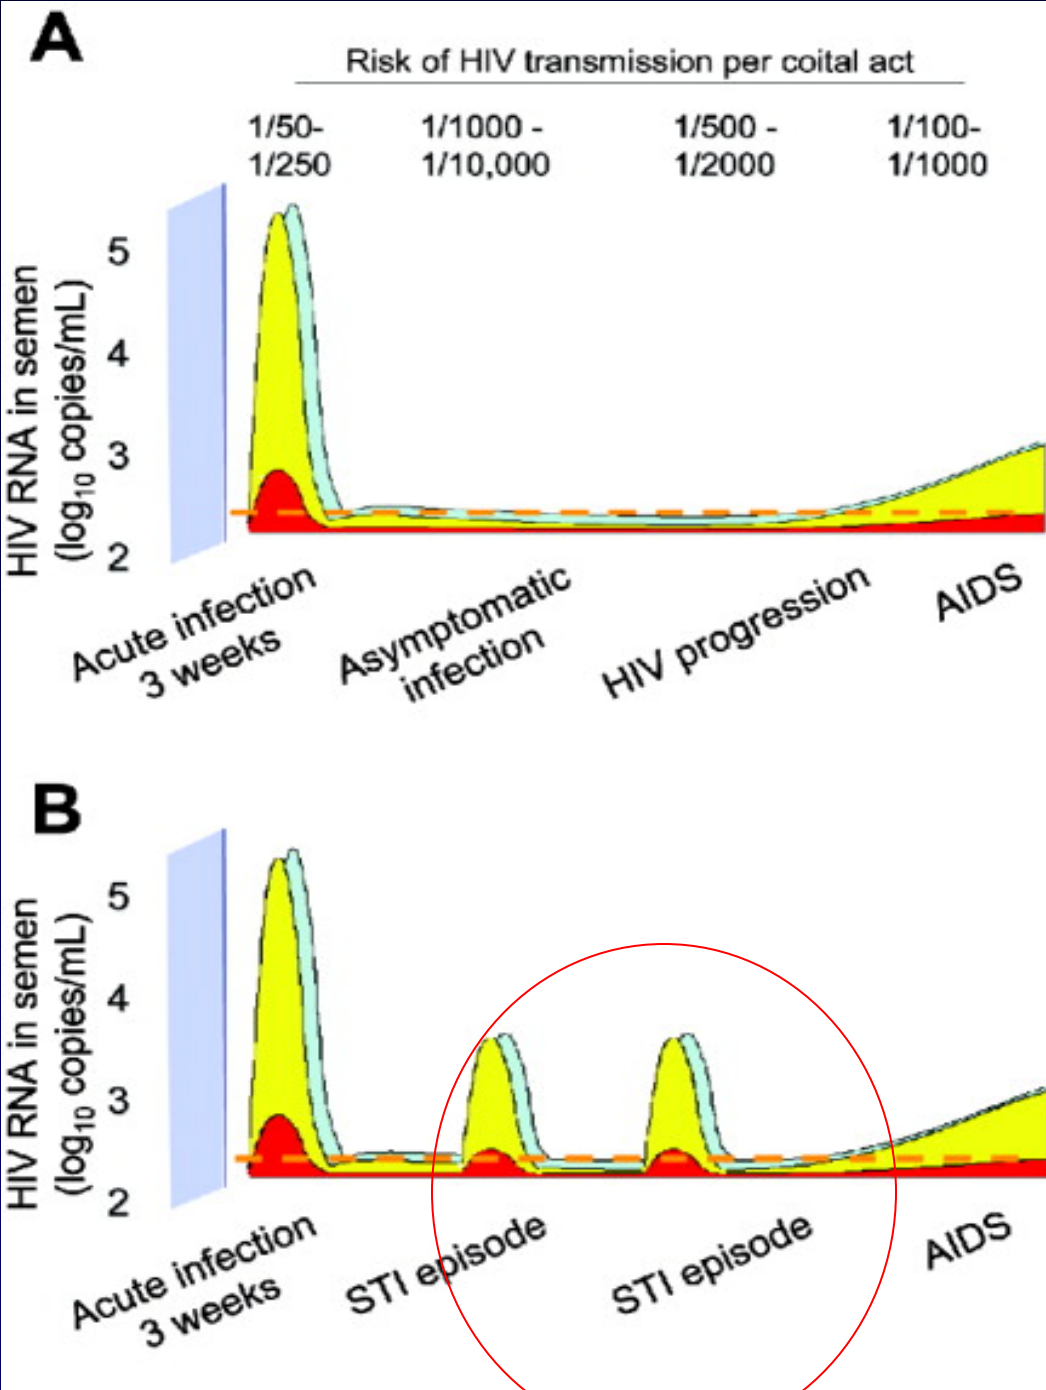 A
Risk of HIV transmission per coital act
1/50-
1/250
1/1000 -
1/10,000
1/500 -
1/2000
1/100-
1/1000
HIV RNA in semen
(log10 copies/mL)
5
4
3
2
Acute infection
3 weeks
Asymptomatic
infection
HIV progression
AIDS
B
HIV RNA in semen
(log10 copies/mL)
5
4
3
2
Acute infection
3 weeks
STI episode
STI episode
AIDS